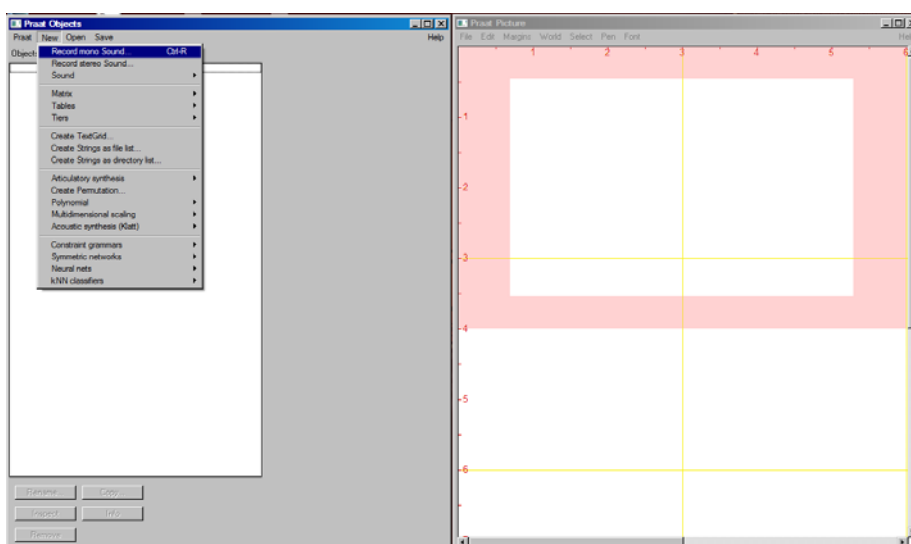 Praat Objects
Praat New Open Save Help
Objects
Record mono Sound... Ctrl-R
Record stereo Sound...
Sound
Matrix
Tables
Tiers
Create TextGrid...
Create Strings as file list...
Create Strings as directory list...
Articulatory synthesis
Create Permutation...
Polynomial
Multidimensional scaling
Acoustic synthesis (Klatt)
Constraint grammars
Symmetric networks
Neural nets
kNN classifiers
Rename... Copy...
Inspect Info
Remove
Praat Picture
File Edit Margins World Select Pen Font Hel
1 2 3 4 5 6
1
2
3
4
5
6
7